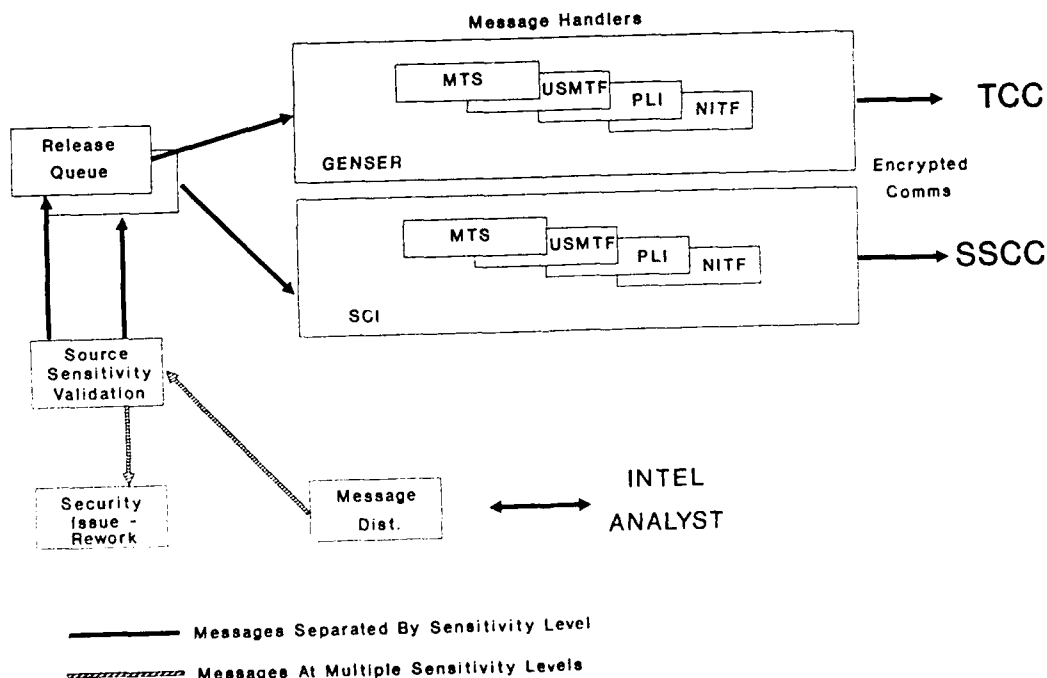 Message Handlers
MTS
USMTF
PLI
NITF
GENSER
TCC
Release
Queue
Encrypted
Comms
MTS
USMTF
PLI
NITF
SCI
SSCC
Source
Sensitivity
Validation
Security
Issue -
Rework
Message
Dist.
INTEL
ANALYST
Messages Separated By Sensitivity Level
Messages At Multiple Sensitivity Levels